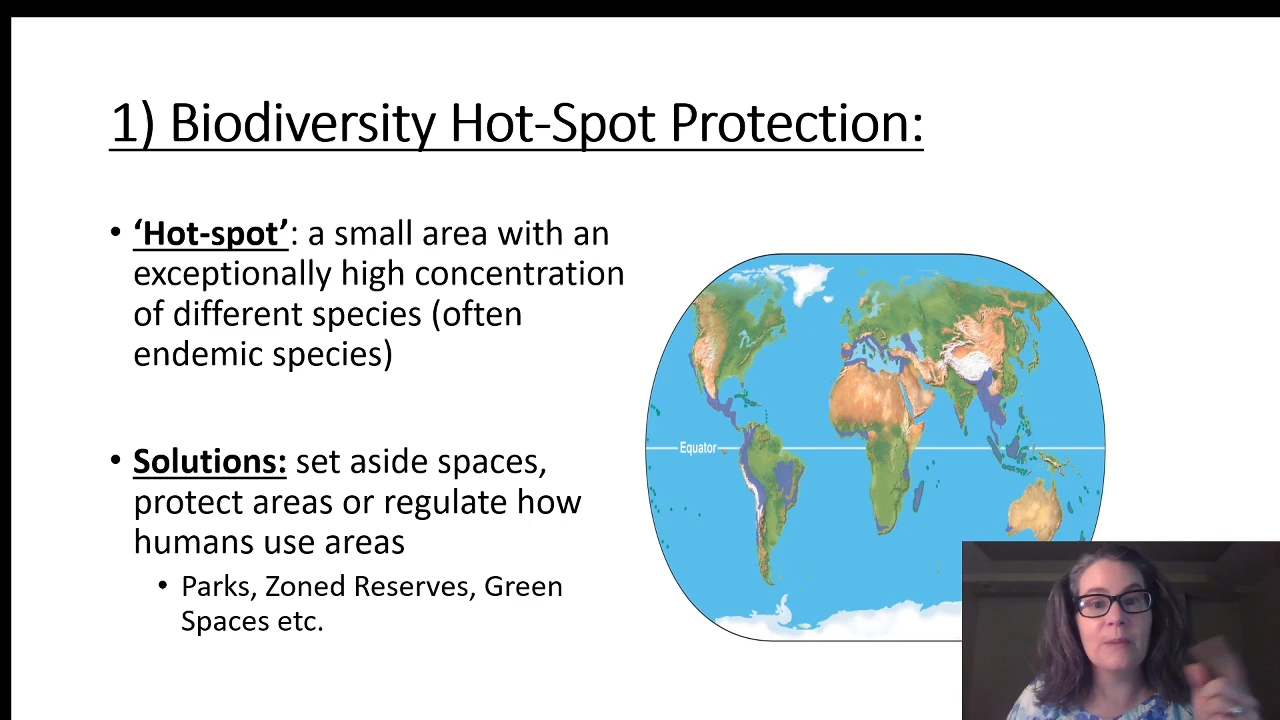 1) Biodiversity Hot-Spot Protection:
• ‘Hot-spot’: a small area with an
exceptionally high concentration
of different species (often
endemic species)
• Solutions: set aside spaces,
protect areas or regulate how
humans use areas
• Parks, Zoned Reserves, Green
Spaces etc.
Equator